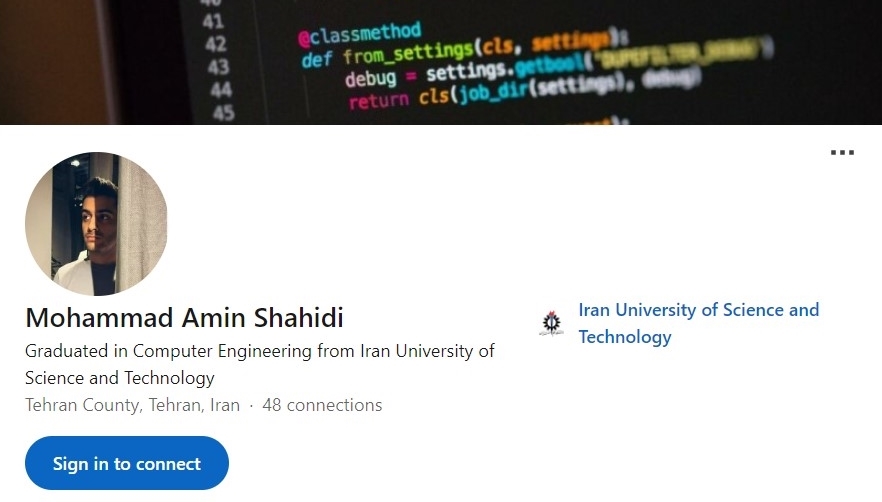 41
42
43
44
45
@classmethod
def from_settings(cls, settings):
debug = settings.getbool("DUPEFILTER_DEBUG")
return cls(job_dir(settings), debug)
Mohammad Amin Shahidi
Graduated in Computer Engineering from Iran University of
Science and Technology
Tehran County, Tehran, Iran · 48 connections
Iran University of Science and
Technology
Sign in to connect